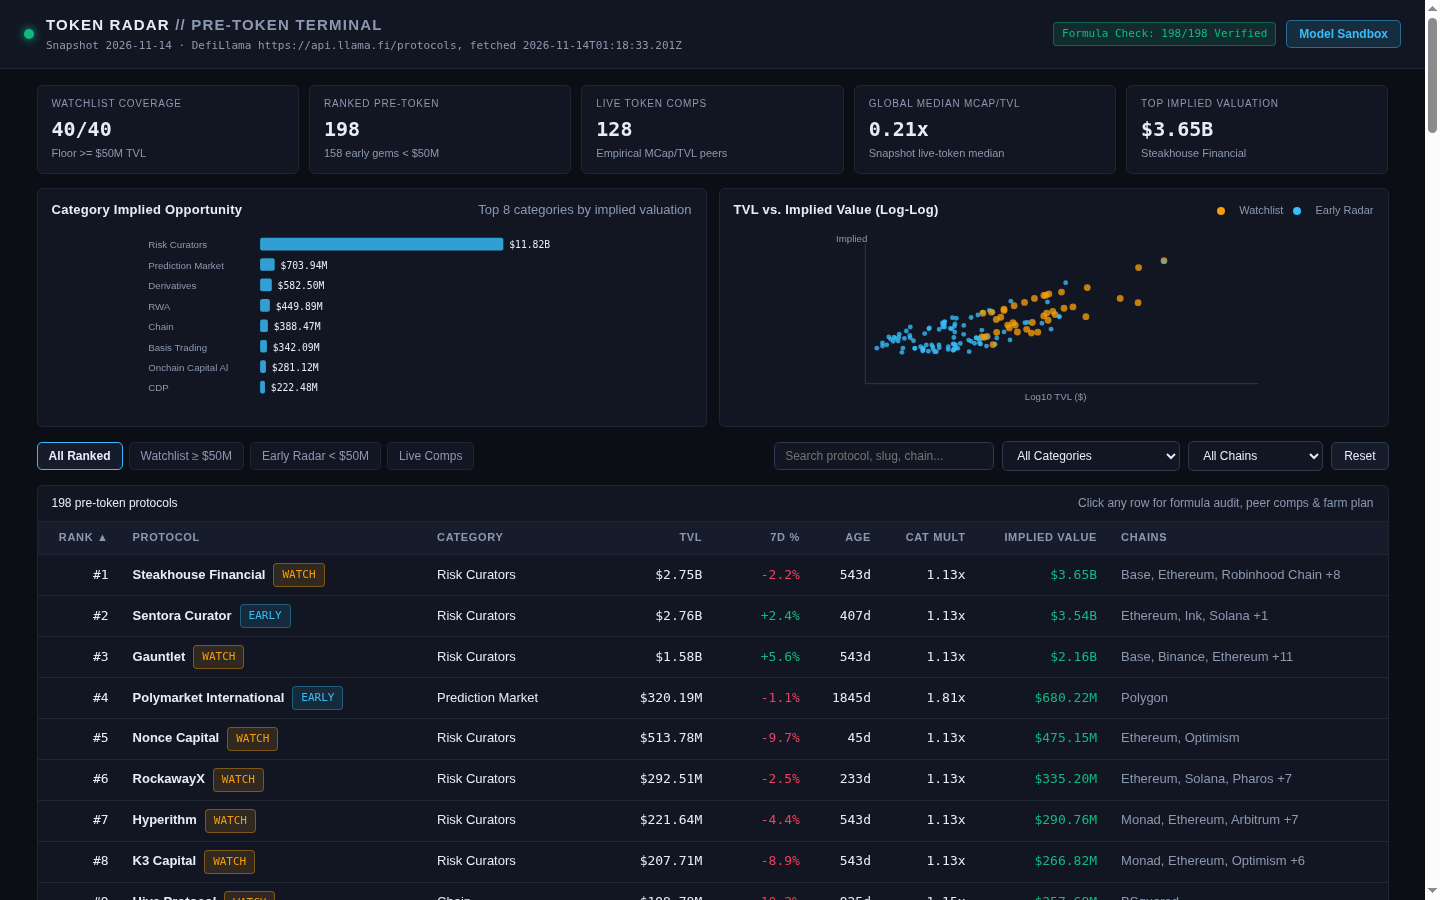 TOKEN RADAR // PRE-TOKEN TERMINAL
Snapshot 2026-11-14 · DefiLlama https://api.llama.fi/protocols, fetched 2026-11-14T01:18:33.201Z
Formula Check: 198/198 Verified
Model Sandbox
WATCHLIST COVERAGE
40/40
Floor >= $50M TVL
RANKED PRE-TOKEN
198
158 early gems < $50M
LIVE TOKEN COMPS
128
Empirical MCap/TVL peers
GLOBAL MEDIAN MCAP/TVL
0.21x
Snapshot live-token median
TOP IMPLIED VALUATION
$3.65B
Steakhouse Financial
Category Implied Opportunity
Top 8 categories by implied valuation
Risk Curators $11.82B
Prediction Market $703.94M
Derivatives $582.50M
RWA $449.89M
Chain $388.47M
Basis Trading $342.09M
Onchain Capital Al $281.12M
CDP $222.48M
TVL vs. Implied Value (Log-Log)
Watchlist
Early Radar
Implied
Log10 TVL ($)
All Ranked
Watchlist ≥ $50M
Early Radar < $50M
Live Comps
Search protocol, slug, chain...
All Categories
All Chains
Reset
198 pre-token protocols
Click any row for formula audit, peer comps & farm plan
RANK ▲ PROTOCOL CATEGORY TVL 7D % AGE CAT MULT IMPLIED VALUE CHAINS
#1 Steakhouse Financial WATCH Risk Curators $2.75B -2.2% 543d 1.13x $3.65B Base, Ethereum, Robinhood Chain +8
#2 Sentora Curator EARLY Risk Curators $2.76B +2.4% 407d 1.13x $3.54B Ethereum, Ink, Solana +1
#3 Gauntlet WATCH Risk Curators $1.58B +5.6% 543d 1.13x $2.16B Base, Binance, Ethereum +11
#4 Polymarket International EARLY Prediction Market $320.19M -1.1% 1845d 1.81x $680.22M Polygon
#5 Nonce Capital WATCH Risk Curators $513.78M -9.7% 45d 1.13x $475.15M Ethereum, Optimism
#6 RockawayX WATCH Risk Curators $292.51M -2.5% 233d 1.13x $335.20M Ethereum, Solana, Pharos +7
#7 Hyperithm WATCH Risk Curators $221.64M -4.4% 543d 1.13x $290.76M Monad, Ethereum, Arbitrum +7
#8 K3 Capital WATCH Risk Curators $207.71M -8.9% 543d 1.13x $266.82M Monad, Ethereum, Optimism +6